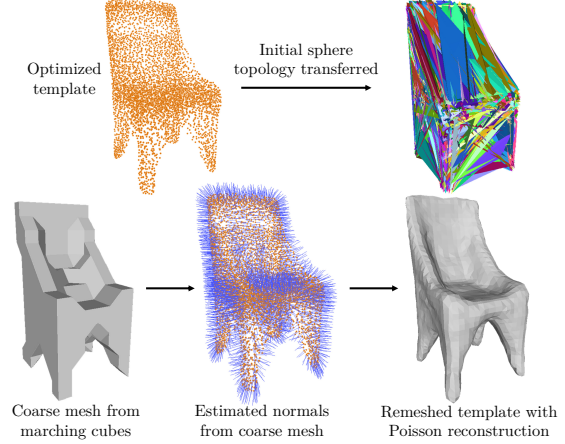 Optimized
template
Initial sphere
topology transferred
Coarse mesh from
marching cubes
Estimated normals
from coarse mesh
Remeshed template with
Poisson reconstruction